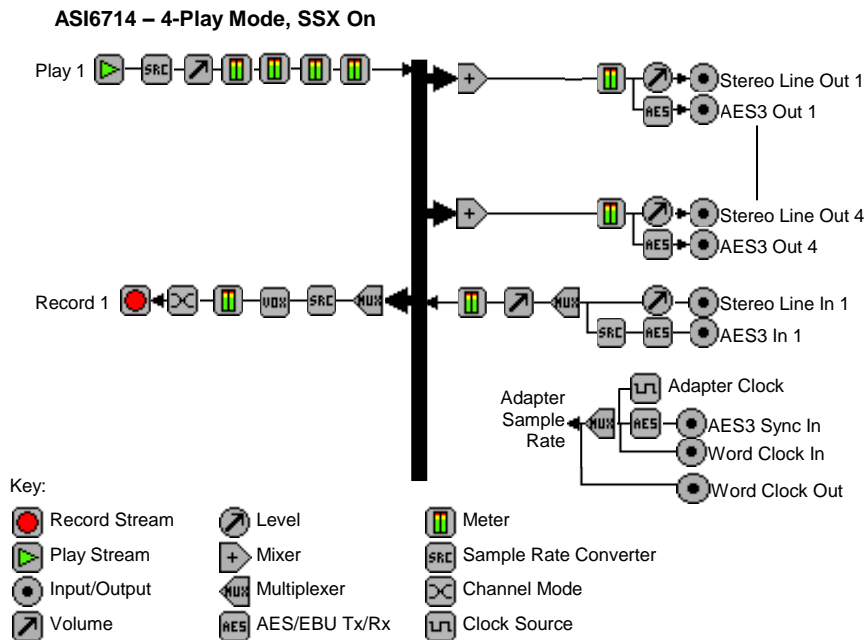 ASI6714 – 4-Play Mode, SSX On
Play 1
SRC
+
Stereo Line Out 1
AES
AES3 Out 1
+
Stereo Line Out 4
AES
AES3 Out 4
Record 1
VOX
SRC
MUX
MUX
Stereo Line In 1
SRC
AES
AES3 In 1
Adapter Clock
Adapter
Sample
Rate
MUX
AES
AES3 Sync In
Word Clock In
Word Clock Out
Key:
Record Stream
Level
Meter
Play Stream
+
Mixer
SRC
Sample Rate Converter
Input/Output
MUX
Multiplexer
Channel Mode
Volume
AES
AES/EBU Tx/Rx
Clock Source